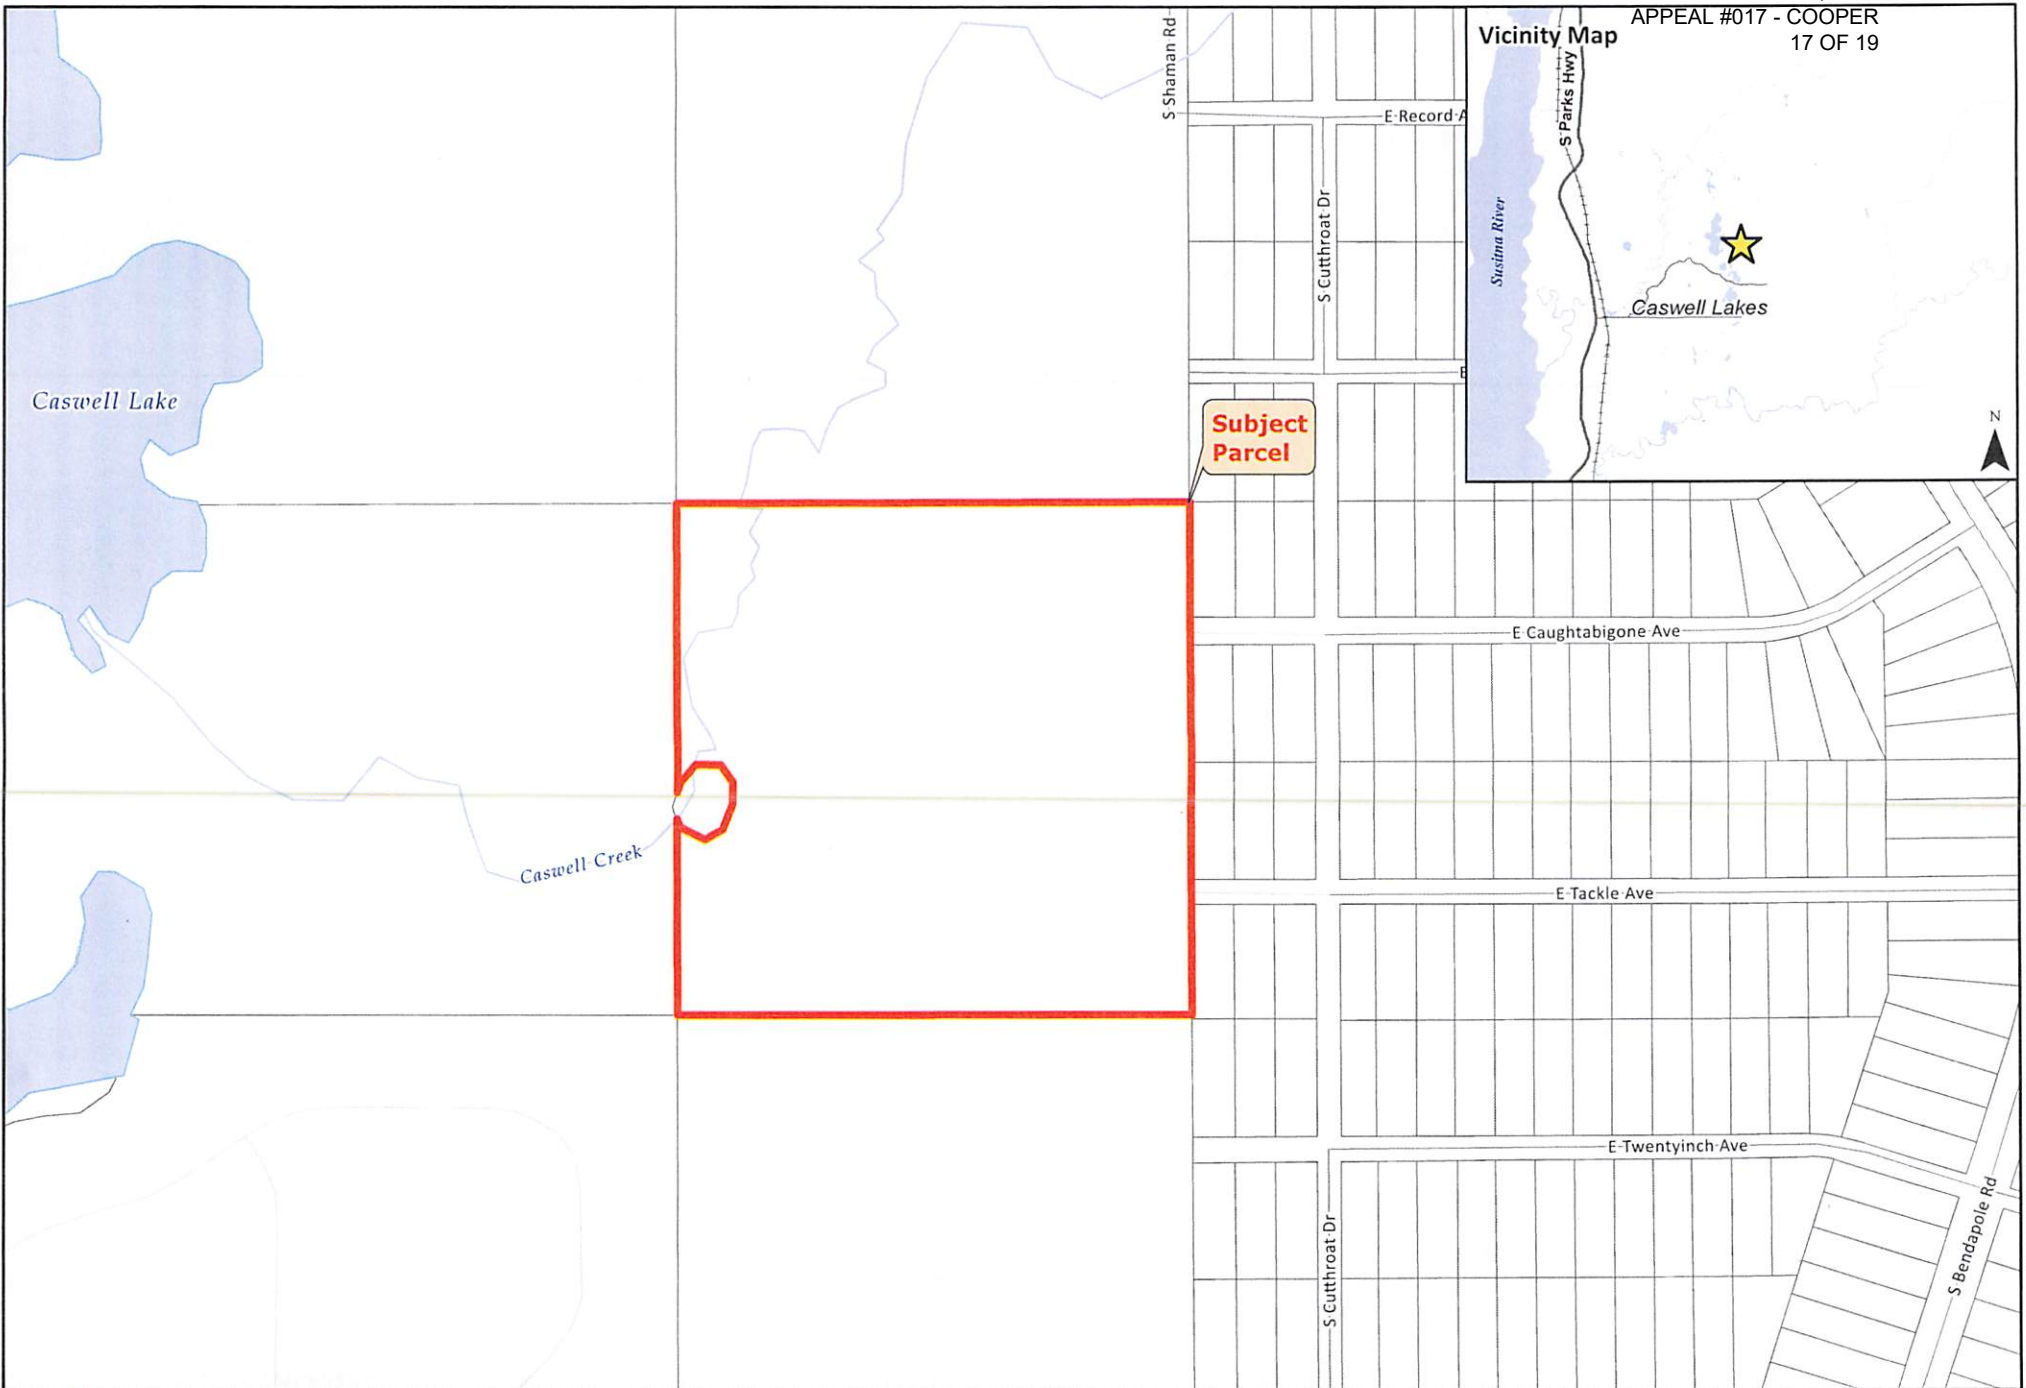 APPEAL #017 - COOPER
17 OF 19
Vicinity Map
S Parks Hwy
Susitna River
Caswell Lakes
N
S Shaman Rd
E Record A
S Cutthroat Dr
E
Caswell Lake
Subject
Parcel
E Caughtabigone Ave
Caswell Creek
E Tackle Ave
E Twentyinch Ave
S Cutthroat Dr
S Bendapole Rd